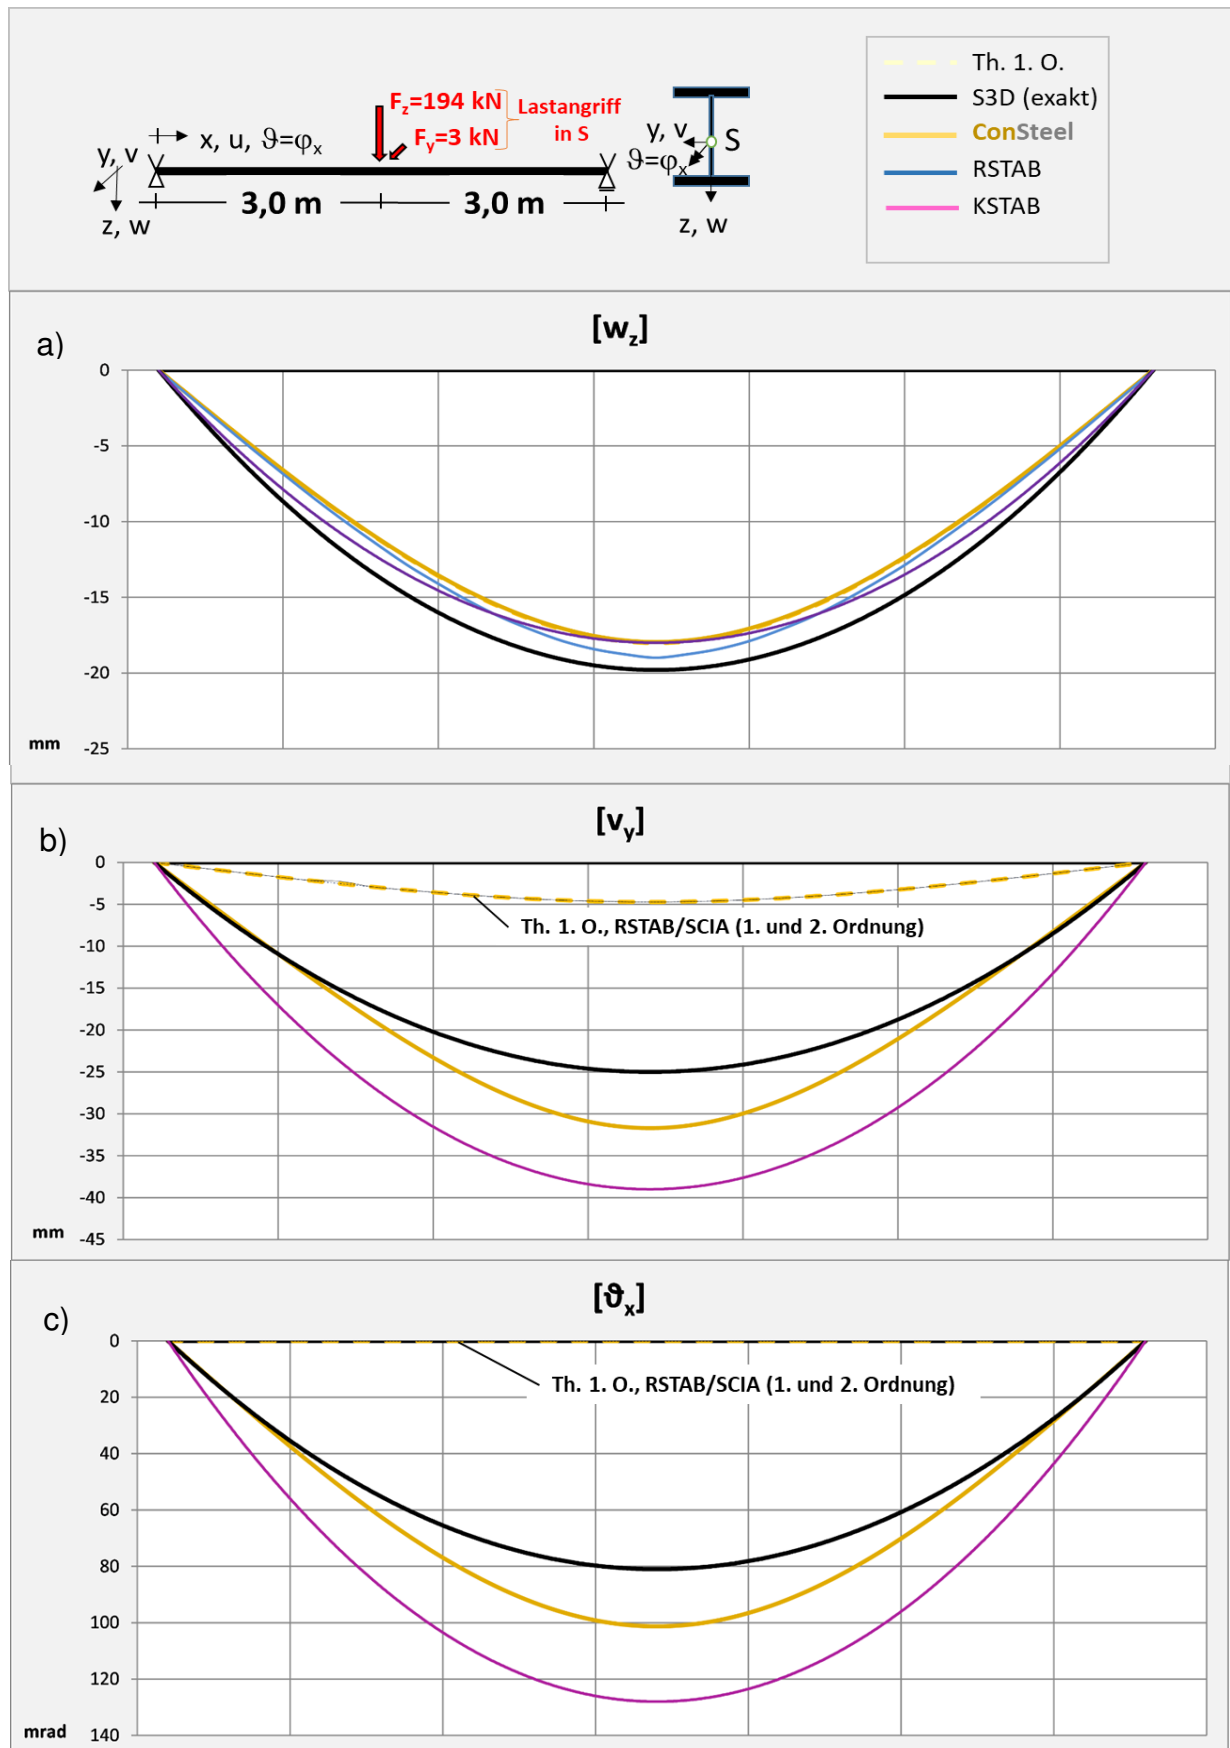 F_z=194 kN
F_y=3 kN
Lastangriff
in S
x, u, ϑ=φ_x
y, v
z, w
3,0 m
3,0 m
y, v
S
ϑ=φ_x
z, w
Th. 1. O.
S3D (exakt)
ConSteel
RSTAB
KSTAB
a)
[w_z]
0
-5
-10
-15
-20
-25
mm
b)
[v_y]
0
-5
-10
-15
-20
-25
-30
-35
-40
-45
mm
Th. 1. O., RSTAB/SCIA (1. und 2. Ordnung)
c)
[ϑ_x]
0
20
40
60
80
100
120
140
mrad
Th. 1. O., RSTAB/SCIA (1. und 2. Ordnung)